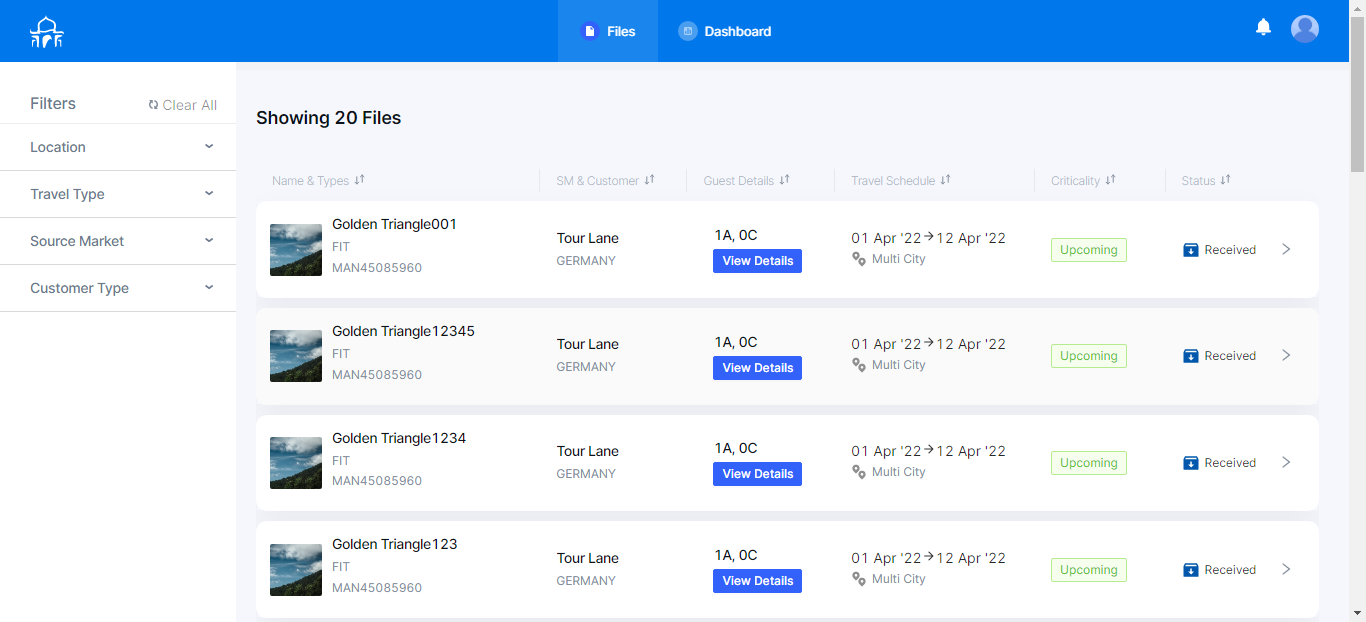 Files
Dashboard
Filters
Clear All
Location
Travel Type
Source Market
Customer Type
Showing 20 Files
Name & Types
SM & Customer
Guest Details
Travel Schedule
Criticality
Status
Golden Triangle001
FIT
MAN45085960
Tour Lane
GERMANY
1A, 0C
View Details
01 Apr '22→12 Apr '22
Multi City
Upcoming
Received
Golden Triangle12345
FIT
MAN45085960
Tour Lane
GERMANY
1A, 0C
View Details
01 Apr '22→12 Apr '22
Multi City
Upcoming
Received
Golden Triangle1234
FIT
MAN45085960
Tour Lane
GERMANY
1A, 0C
View Details
01 Apr '22→12 Apr '22
Multi City
Upcoming
Received
Golden Triangle123
FIT
MAN45085960
Tour Lane
GERMANY
1A, 0C
View Details
01 Apr '22→12 Apr '22
Multi City
Upcoming
Received